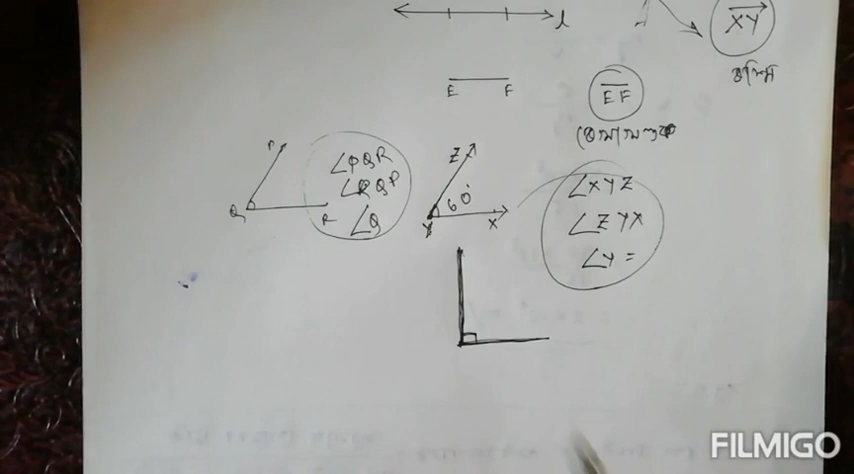 l
XY
E F
EF
P
Q R
∠PQR
∠RQP
∠Q
Z
60°
Y X
∠XYZ
∠ZYX
∠Y =
FILMIGO